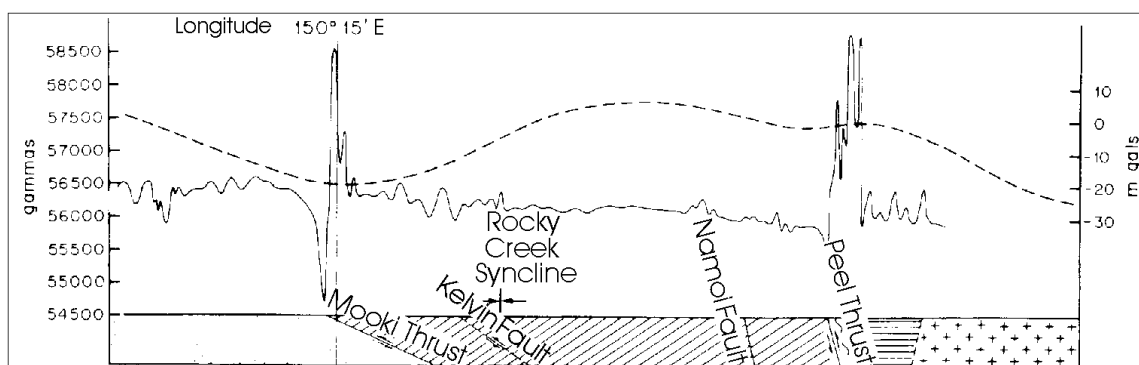 Longitude 150° 15' E
58500
58000
57500
57000
56500
56000
55500
55000
54500
gammas
10
0
-10
-20
-30
m gals
Rocky
Creek
Syncline
Mooki Thrust
Kelvin Fault
Namoi Fault
Peel Thrust